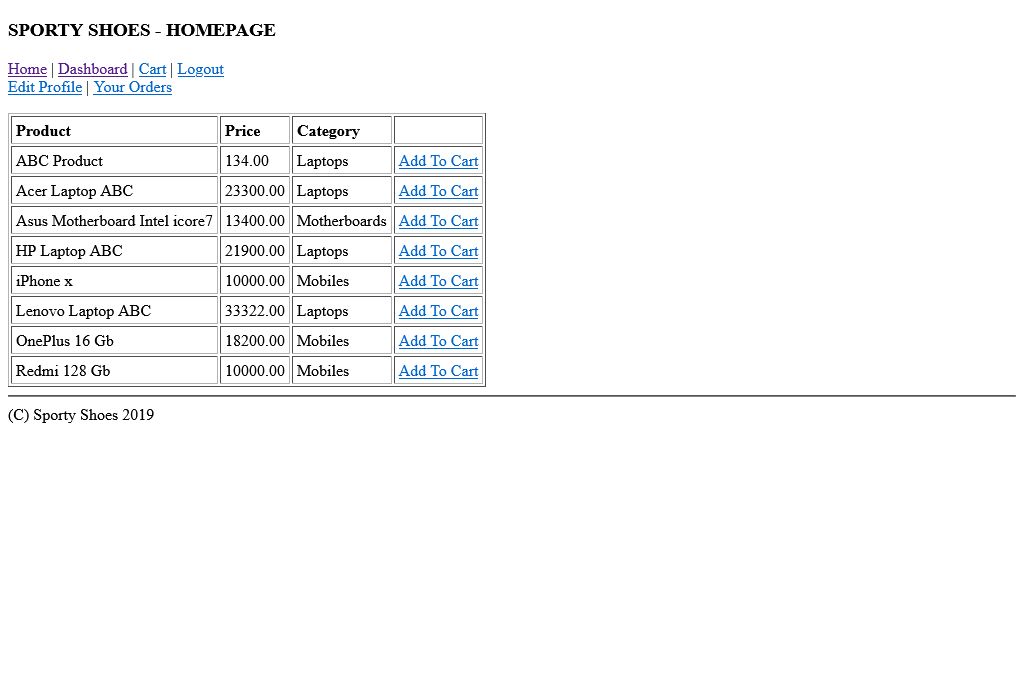 SPORTY SHOES - HOMEPAGE
Home | Dashboard | Cart | Logout
Edit Profile | Your Orders
Product Price Category
ABC Product 134.00 Laptops Add To Cart
Acer Laptop ABC 23300.00 Laptops Add To Cart
Asus Motherboard Intel icore7 13400.00 Motherboards Add To Cart
HP Laptop ABC 21900.00 Laptops Add To Cart
iPhone x 10000.00 Mobiles Add To Cart
Lenovo Laptop ABC 33322.00 Laptops Add To Cart
OnePlus 16 Gb 18200.00 Mobiles Add To Cart
Redmi 128 Gb 10000.00 Mobiles Add To Cart
(C) Sporty Shoes 2019